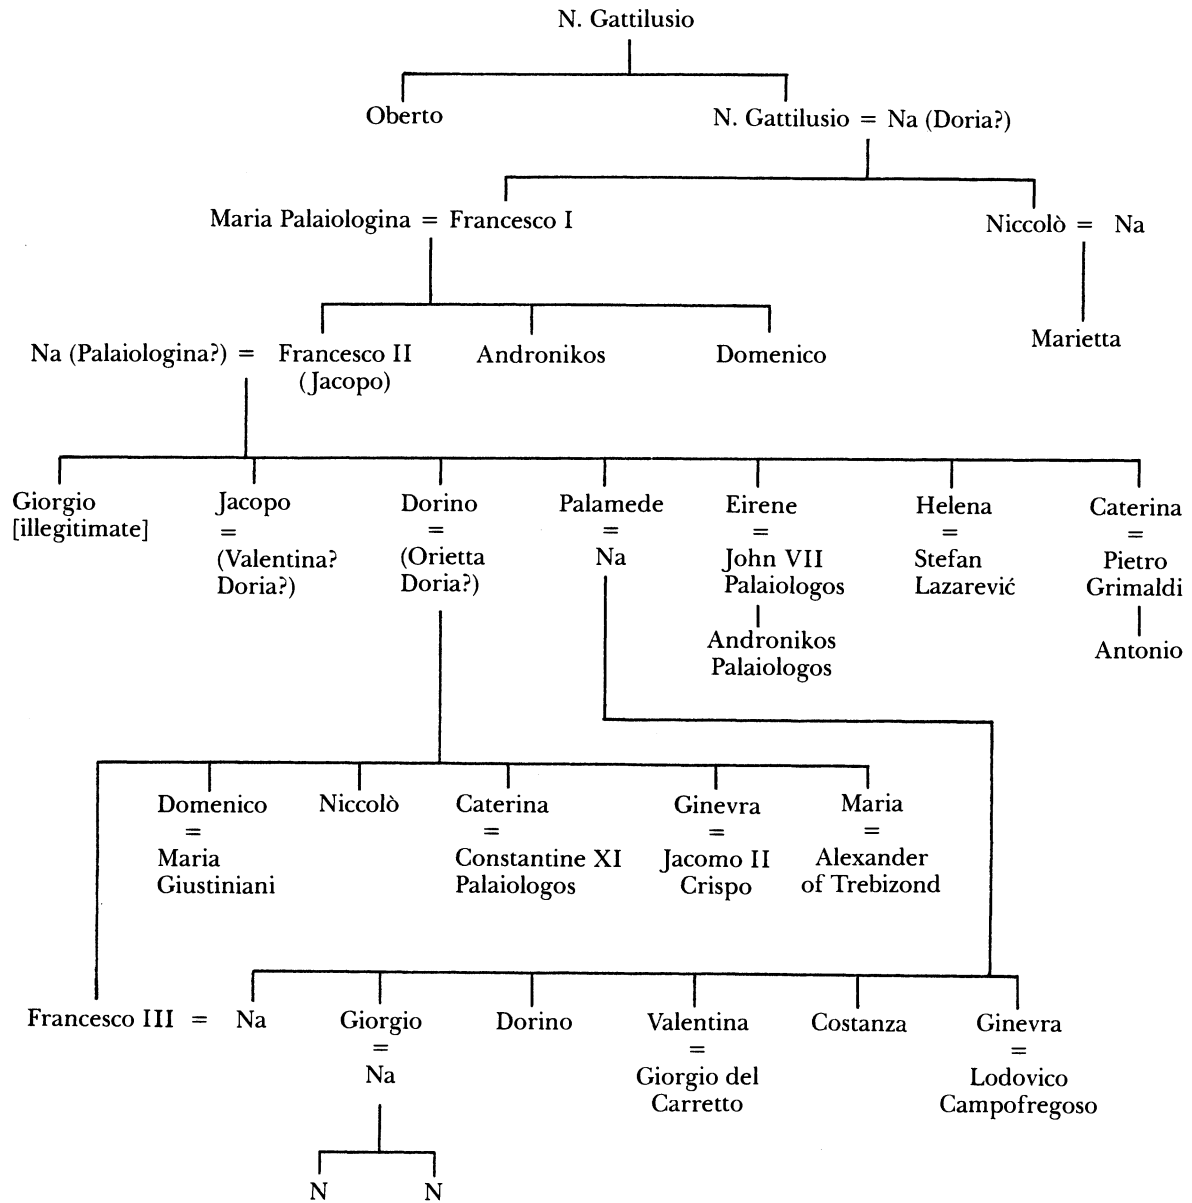 N. Gattilusio
Oberto
N. Gattilusio = Na (Doria?)
Maria Palaiologina = Francesco I
Niccolò = Na
Marietta
Na (Palaiologina?) =
Francesco II
(Jacopo)
Andronikos
Domenico
Giorgio
[illegitimate]
Jacopo
=
(Valentina?
Doria?)
Dorino
=
(Orietta
Doria?)
Palamede
=
Na
Eirene
=
John VII
Palaiologos
Andronikos
Palaiologos
Helena
=
Stefan
Lazarević
Caterina
=
Pietro
Grimaldi
Antonio
Domenico
=
Maria
Giustiniani
Niccolò
Caterina
=
Constantine XI
Palaiologos
Ginevra
=
Jacomo II
Crispo
Maria
=
Alexander
of Trebizond
Francesco III = Na
Giorgio
=
Na
N
N
Dorino
Valentina
=
Giorgio del
Carretto
Costanza
Ginevra
=
Lodovico
Campofregoso